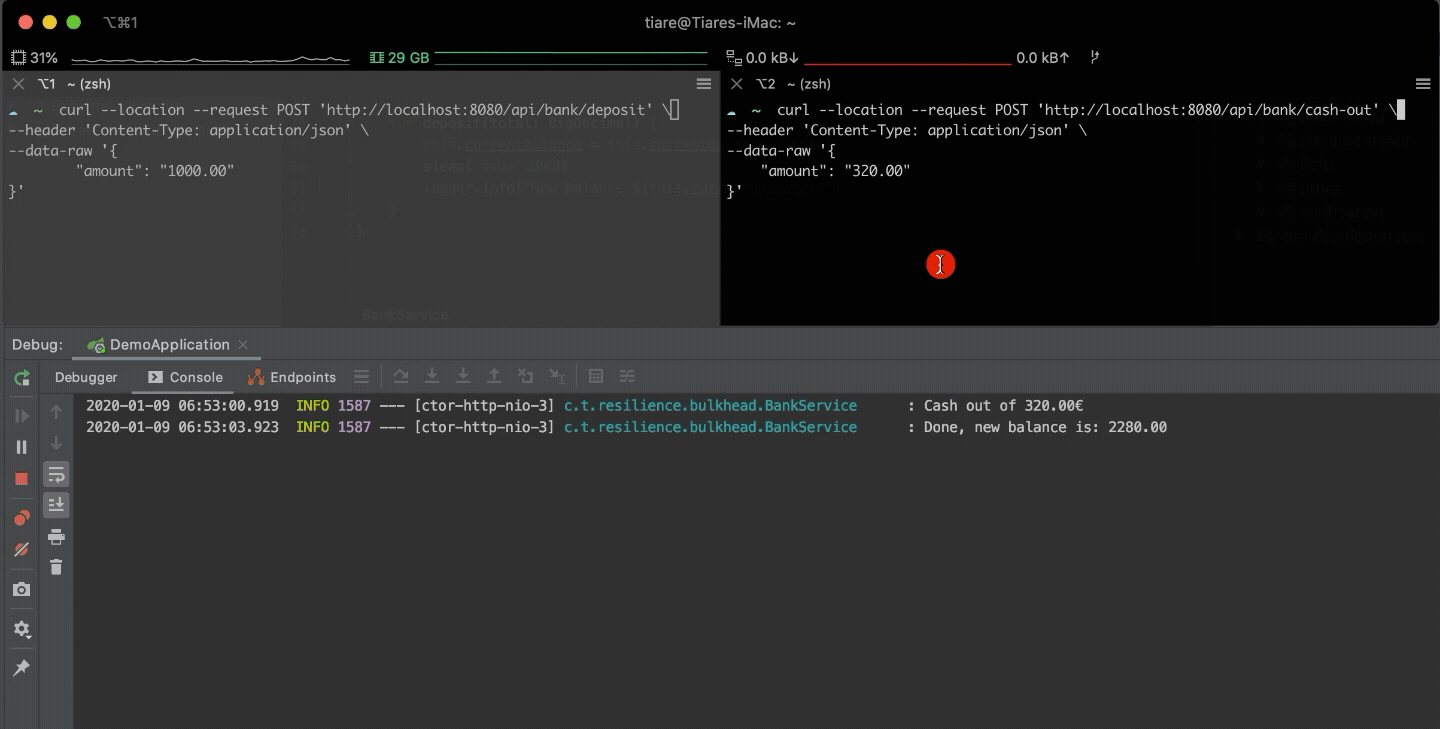 ⌥⌘1
tiare@Tiares-iMac: ~
31%
29 GB
0.0 kB↓
0.0 kB↑
⌥1 ~ (zsh)
~ curl --location --request POST 'http://localhost:8080/api/bank/deposit' \
--header 'Content-Type: application/json' \
--data-raw '{
"amount": "1000.00"
}'
BankService
⌥2 ~ (zsh)
~ curl --location --request POST 'http://localhost:8080/api/bank/cash-out' \
--header 'Content-Type: application/json' \
--data-raw '{
"amount": "320.00"
}'
Debug:
DemoApplication
Debugger
Console
Endpoints
2020-01-09 06:53:00.919 INFO 1587 --- [ctor-http-nio-3] c.t.resilience.bulkhead.BankService : Cash out of 320.00€
2020-01-09 06:53:03.923 INFO 1587 --- [ctor-http-nio-3] c.t.resilience.bulkhead.BankService : Done, new balance is: 2280.00